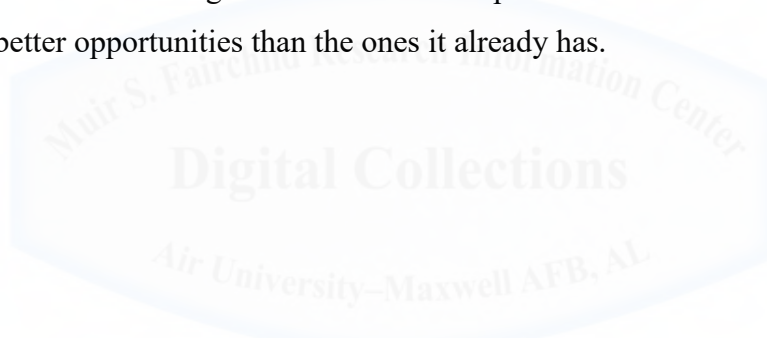 better opportunities than the ones it already has.
Muir S. Fairchild Research Information Center
Digital Collections
Air University–Maxwell AFB, AL